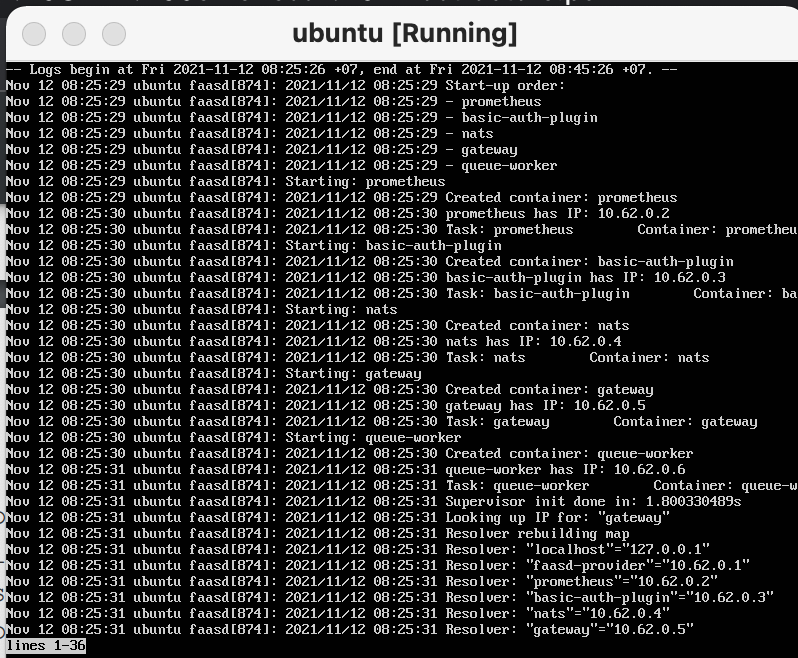 ubuntu [Running]
-- Logs begin at Fri 2021-11-12 08:25:26 +07, end at Fri 2021-11-12 08:45:26 +07. --
Nov 12 08:25:29 ubuntu faasd[874]: 2021/11/12 08:25:29 Start-up order:
Nov 12 08:25:29 ubuntu faasd[874]: 2021/11/12 08:25:29 - prometheus
Nov 12 08:25:29 ubuntu faasd[874]: 2021/11/12 08:25:29 - basic-auth-plugin
Nov 12 08:25:29 ubuntu faasd[874]: 2021/11/12 08:25:29 - nats
Nov 12 08:25:29 ubuntu faasd[874]: 2021/11/12 08:25:29 - gateway
Nov 12 08:25:29 ubuntu faasd[874]: 2021/11/12 08:25:29 - queue-worker
Nov 12 08:25:29 ubuntu faasd[874]: Starting: prometheus
Nov 12 08:25:29 ubuntu faasd[874]: 2021/11/12 08:25:29 Created container: prometheus
Nov 12 08:25:30 ubuntu faasd[874]: 2021/11/12 08:25:30 prometheus has IP: 10.62.0.2
Nov 12 08:25:30 ubuntu faasd[874]: 2021/11/12 08:25:30 Task: prometheus        Container: prometheu
Nov 12 08:25:30 ubuntu faasd[874]: Starting: basic-auth-plugin
Nov 12 08:25:30 ubuntu faasd[874]: 2021/11/12 08:25:30 Created container: basic-auth-plugin
Nov 12 08:25:30 ubuntu faasd[874]: 2021/11/12 08:25:30 basic-auth-plugin has IP: 10.62.0.3
Nov 12 08:25:30 ubuntu faasd[874]: 2021/11/12 08:25:30 Task: basic-auth-plugin        Container: ba
Nov 12 08:25:30 ubuntu faasd[874]: Starting: nats
Nov 12 08:25:30 ubuntu faasd[874]: 2021/11/12 08:25:30 Created container: nats
Nov 12 08:25:30 ubuntu faasd[874]: 2021/11/12 08:25:30 nats has IP: 10.62.0.4
Nov 12 08:25:30 ubuntu faasd[874]: 2021/11/12 08:25:30 Task: nats        Container: nats
Nov 12 08:25:30 ubuntu faasd[874]: Starting: gateway
Nov 12 08:25:30 ubuntu faasd[874]: 2021/11/12 08:25:30 Created container: gateway
Nov 12 08:25:30 ubuntu faasd[874]: 2021/11/12 08:25:30 gateway has IP: 10.62.0.5
Nov 12 08:25:30 ubuntu faasd[874]: 2021/11/12 08:25:30 Task: gateway        Container: gateway
Nov 12 08:25:30 ubuntu faasd[874]: Starting: queue-worker
Nov 12 08:25:30 ubuntu faasd[874]: 2021/11/12 08:25:30 Created container: queue-worker
Nov 12 08:25:31 ubuntu faasd[874]: 2021/11/12 08:25:31 queue-worker has IP: 10.62.0.6
Nov 12 08:25:31 ubuntu faasd[874]: 2021/11/12 08:25:31 Task: queue-worker        Container: queue-w
Nov 12 08:25:31 ubuntu faasd[874]: 2021/11/12 08:25:31 Supervisor init done in: 1.800330489s
Nov 12 08:25:31 ubuntu faasd[874]: 2021/11/12 08:25:31 Looking up IP for: "gateway"
Nov 12 08:25:31 ubuntu faasd[874]: 2021/11/12 08:25:31 Resolver rebuilding map
Nov 12 08:25:31 ubuntu faasd[874]: 2021/11/12 08:25:31 Resolver: "localhost"="127.0.0.1"
Nov 12 08:25:31 ubuntu faasd[874]: 2021/11/12 08:25:31 Resolver: "faasd-provider"="10.62.0.1"
Nov 12 08:25:31 ubuntu faasd[874]: 2021/11/12 08:25:31 Resolver: "prometheus"="10.62.0.2"
Nov 12 08:25:31 ubuntu faasd[874]: 2021/11/12 08:25:31 Resolver: "basic-auth-plugin"="10.62.0.3"
Nov 12 08:25:31 ubuntu faasd[874]: 2021/11/12 08:25:31 Resolver: "nats"="10.62.0.4"
Nov 12 08:25:31 ubuntu faasd[874]: 2021/11/12 08:25:31 Resolver: "gateway"="10.62.0.5"
lines 1-36